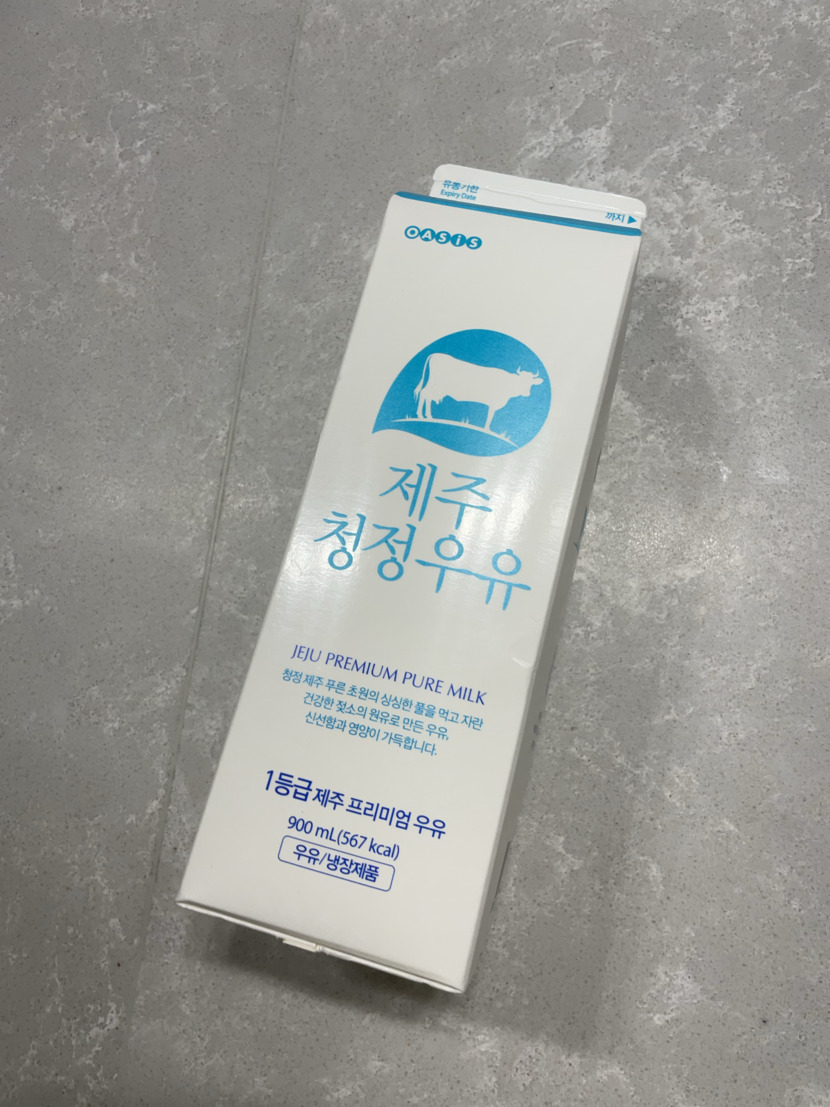 유통기한
Expiry Date
까지 ▶
OASIS
제주
청정우유
JEJU PREMIUM PURE MILK
청정 제주 푸른 초원의 싱싱한 풀을 먹고 자란
건강한 젖소의 원유로 만든 우유,
신선함과 영양이 가득합니다.
1등급 제주 프리미엄 우유
900 mL(567 kcal)
우유/냉장제품